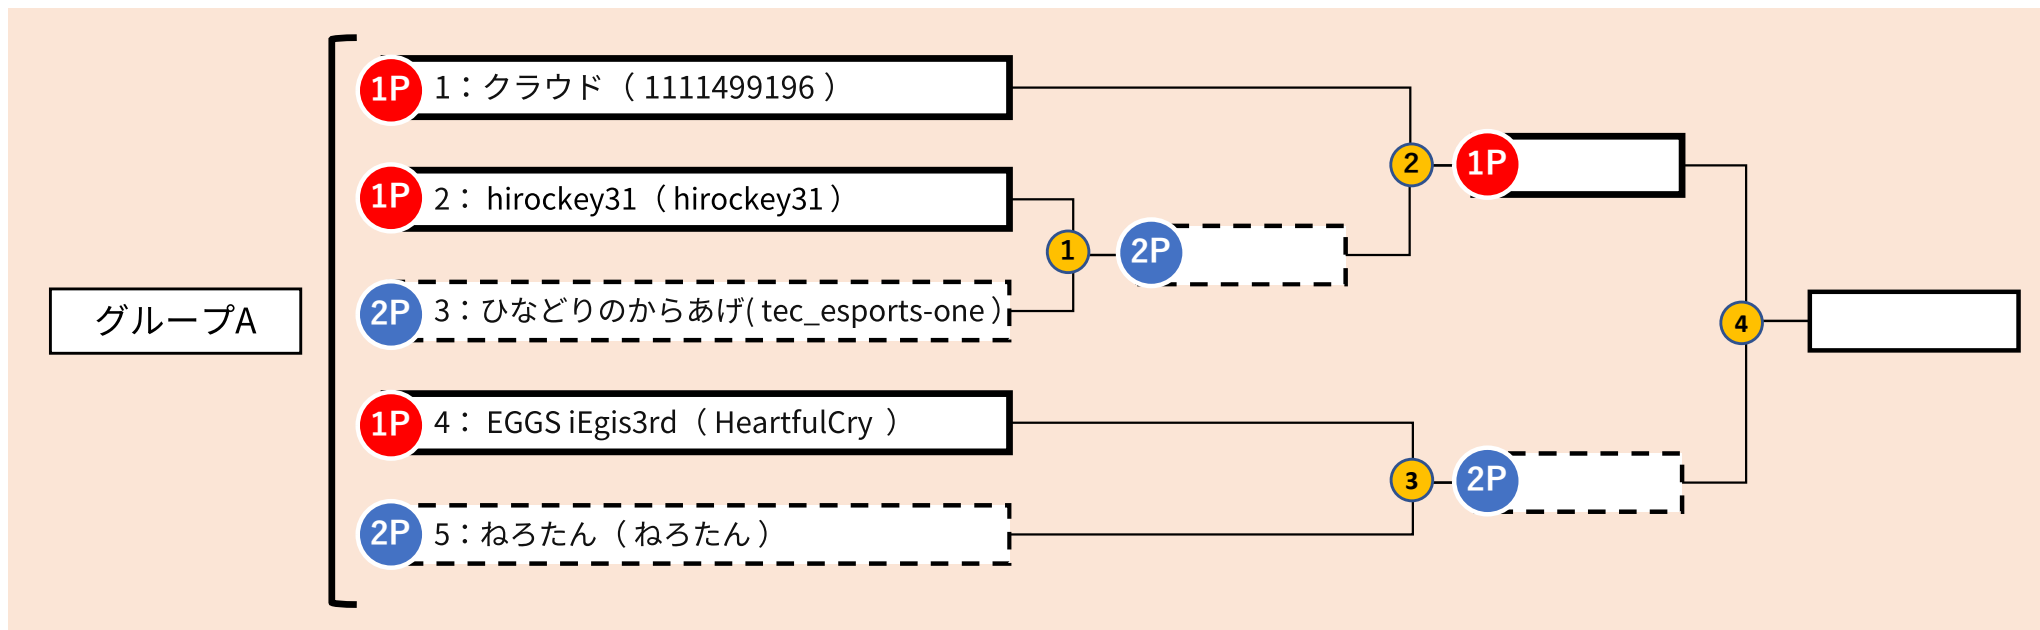 1P 1：クラウド（ 1111499196 ）
2 1P
1P 2： hirockey31（ hirockey31 ）
1 2P
グループA
2P 3：ひなどりのからあげ( tec_esports-one ）
4
1P 4： EGGS iEgis3rd（ HeartfulCry ）
3 2P
2P 5：ねろたん（ ねろたん ）